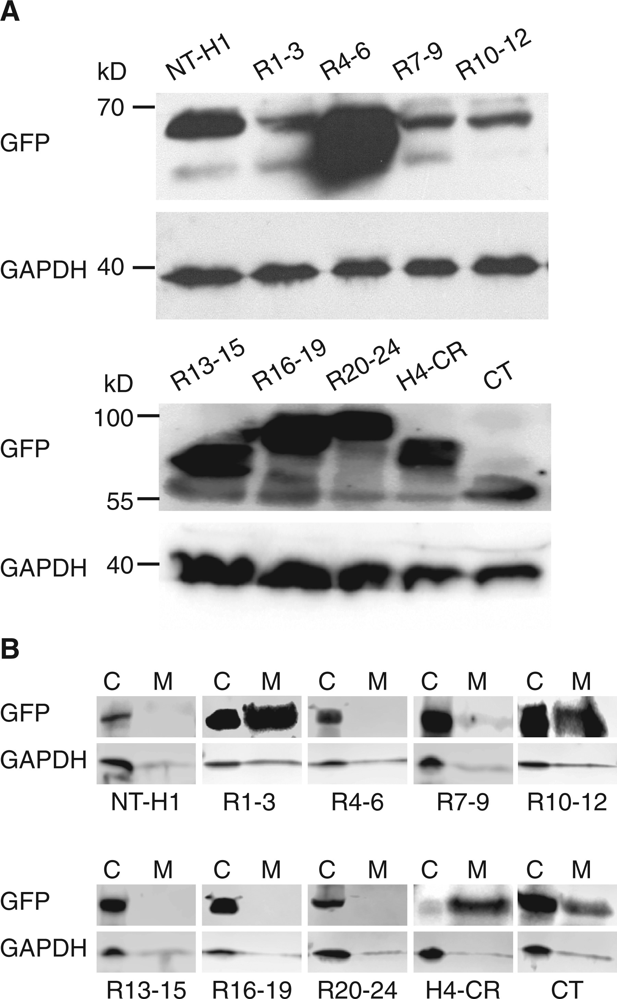 A
kD NT-H1 R1-3 R4-6 R7-9 R10-12
70
GFP
GAPDH 40
kD R13-15 R16-19 R20-24 H4-CR CT
100
GFP
55
GAPDH 40
B
C M C M C M C M C M
GFP
GAPDH
NT-H1 R1-3 R4-6 R7-9 R10-12
C M C M C M C M C M
GFP
GAPDH
R13-15 R16-19 R20-24 H4-CR CT